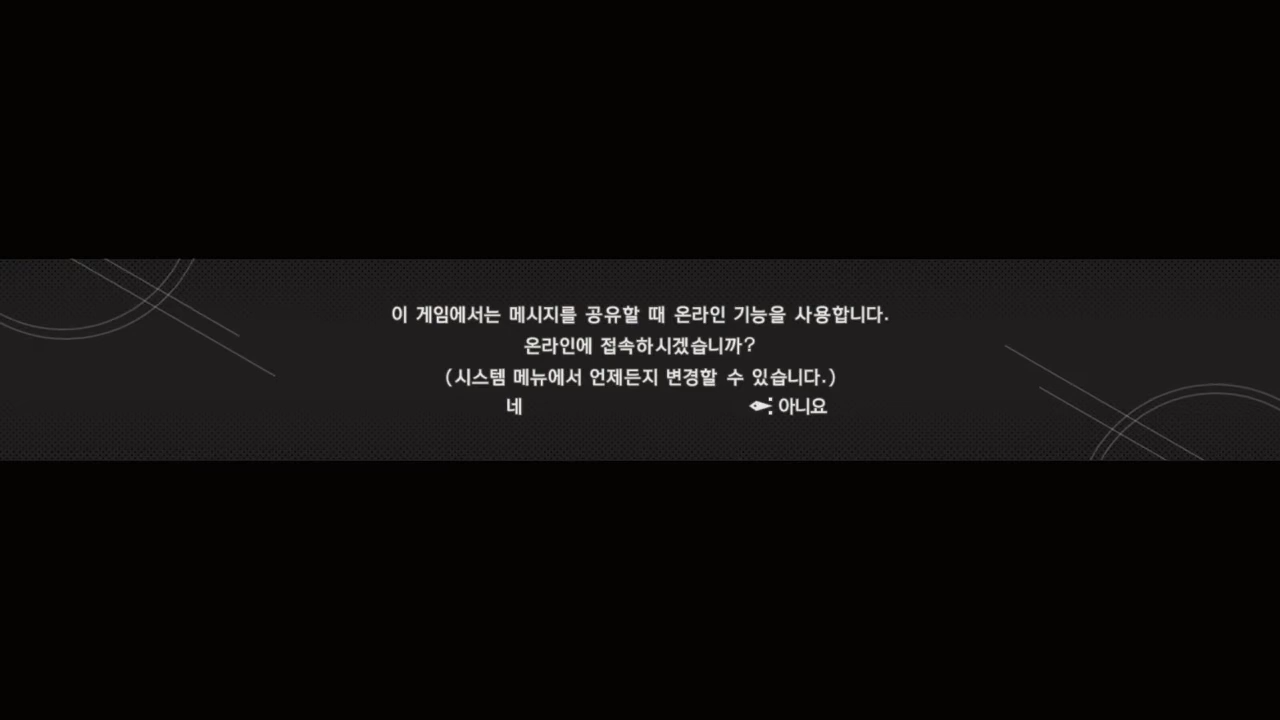 이 게임에서는 메시지를 공유할 때 온라인 기능을 사용합니다.
온라인에 접속하시겠습니까?
(시스템 메뉴에서 언제든지 변경할 수 있습니다.)
네 아니요